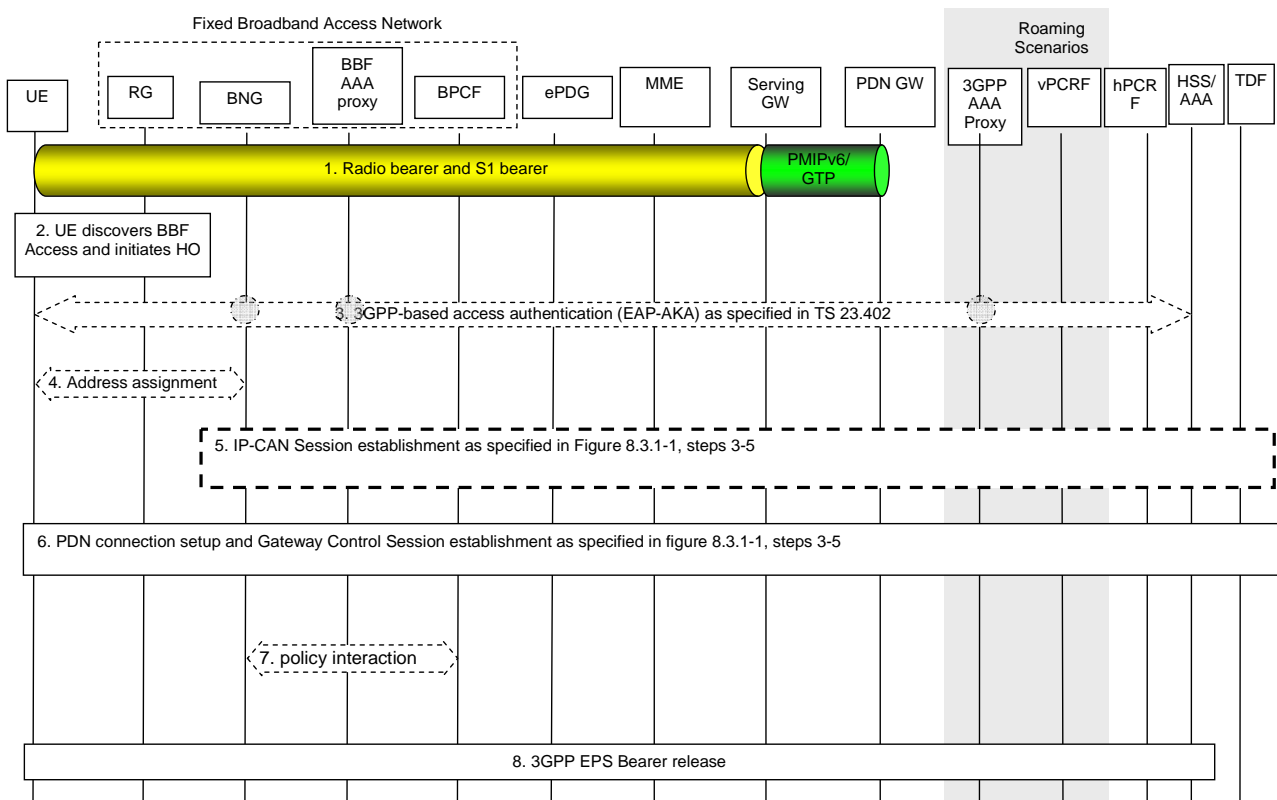 Fixed Broadband Access Network
Roaming
Scenarios
UE
RG
BNG
BBF
AAA
proxy
BPCF
ePDG
MME
Serving
GW
PDN GW
3GPP
AAA
Proxy
vPCRF
hPCR
F
HSS/
AAA
TDF
1. Radio bearer and S1 bearer
PMIPv6/
GTP
2. UE discovers BBF
Access and initiates HO
3. 3GPP-based access authentication (EAP-AKA) as specified in TS 23.402
4. Address assignment
5. IP-CAN Session establishment as specified in Figure 8.3.1-1, steps 3-5
6. PDN connection setup and Gateway Control Session establishment as specified in figure 8.3.1-1, steps 3-5
7. policy interaction
8. 3GPP EPS Bearer release